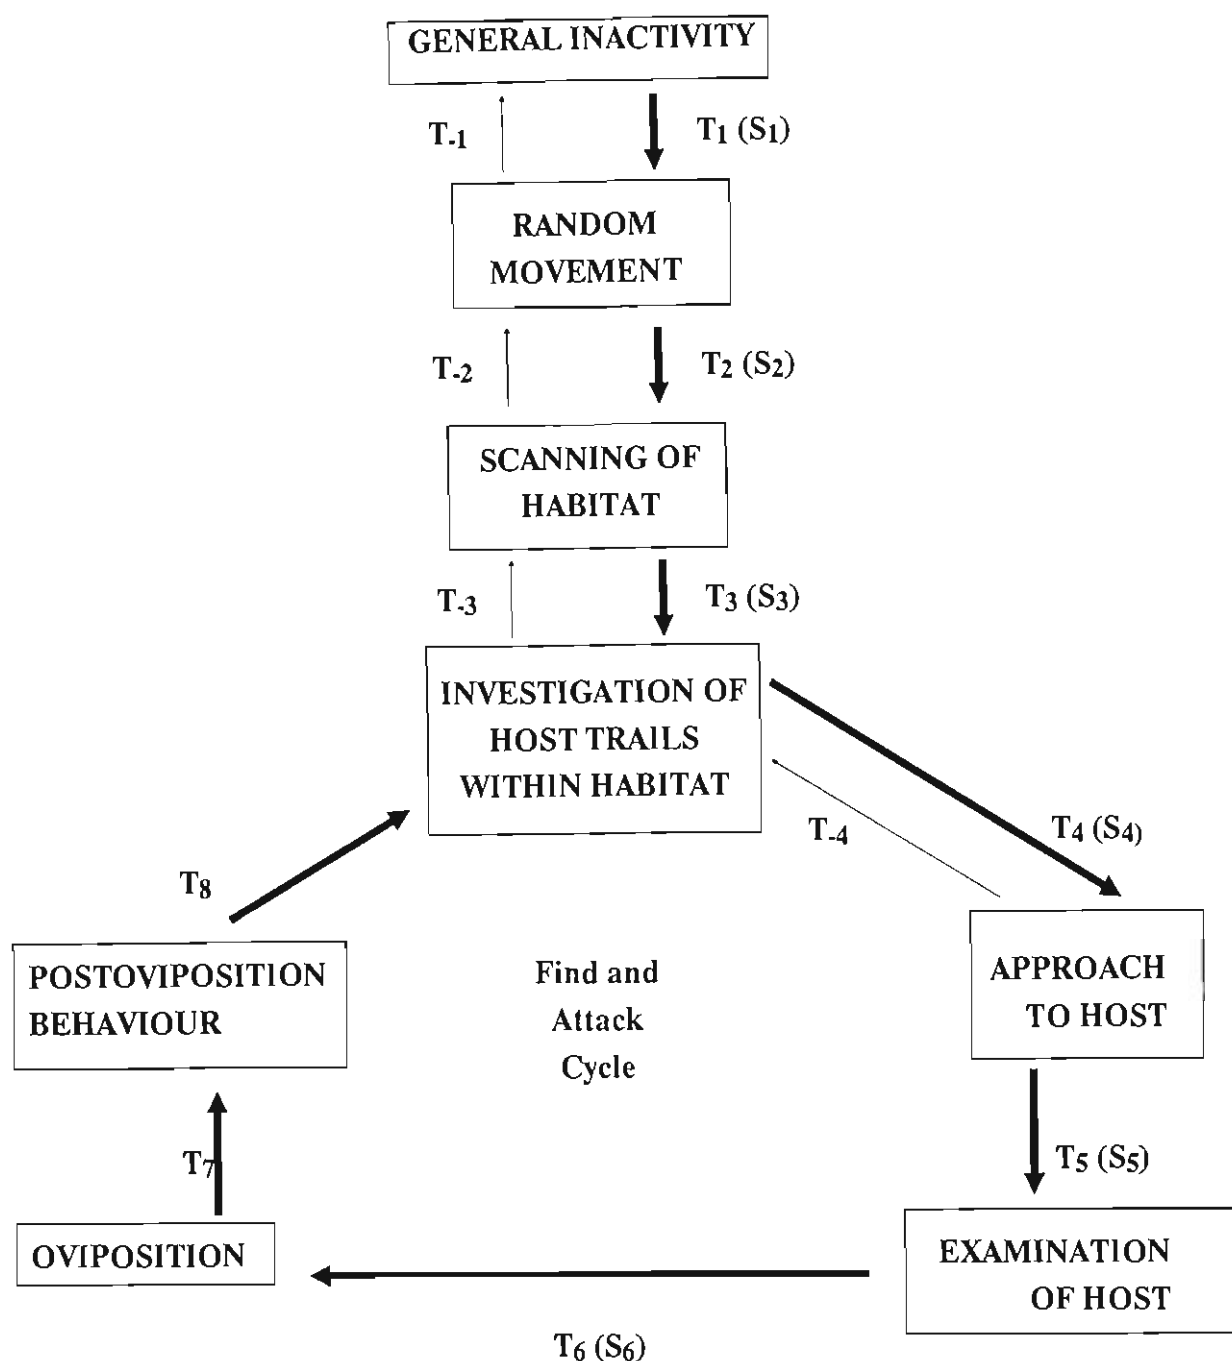 GENERAL INACTIVITY
T-1
T1 (S1)
RANDOM
MOVEMENT
T-2
T2 (S2)
SCANNING OF
HABITAT
T-3
T3 (S3)
INVESTIGATION OF
HOST TRAILS
WITHIN HABITAT
T-4
T4 (S4)
T8
POSTOVIPOSITION
BEHAVIOUR
Find and
Attack
Cycle
APPROACH
TO HOST
T7
T5 (S5)
OVIPOSITION
EXAMINATION
OF HOST
T6 (S6)